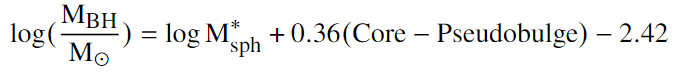 log(M_BH/M_⊙) = log M*_sph + 0.36(Core − Pseudobulge) − 2.42